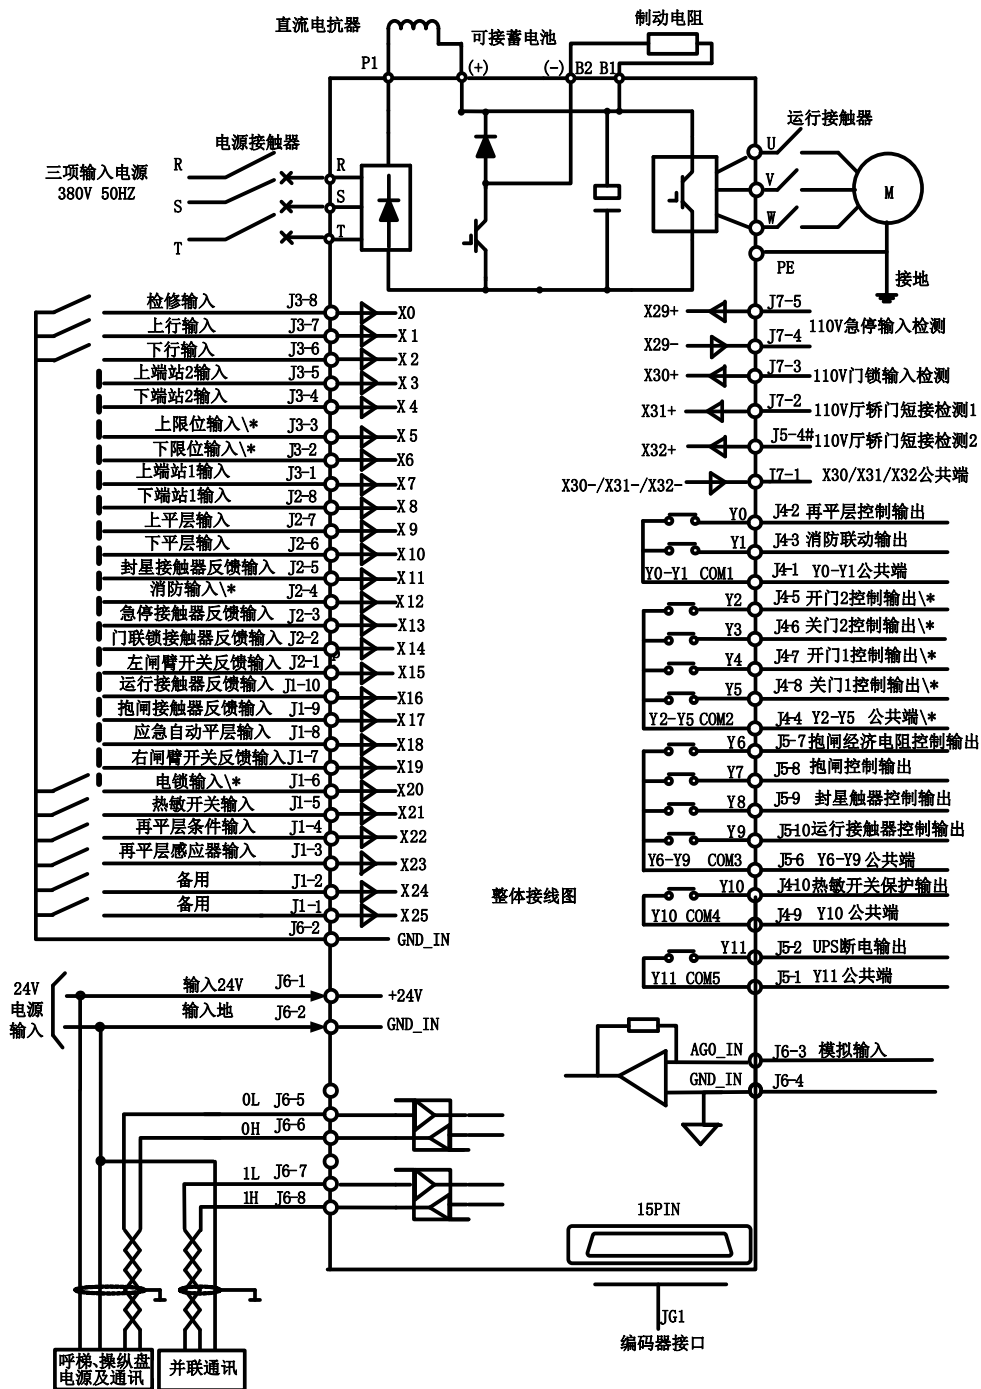 直流电抗器
可接蓄电池
制动电阻
P1
(+)
(-)
B2 B1
运行接触器
电源接触器
三项输入电源
380V 50HZ
R
S
T
R
S
T
U
V
W
M
PE
接地
检修输入 J3-8 X0
上行输入 J3-7 X1
下行输入 J3-6 X2
上端站2输入 J3-5 X3
下端站2输入 J3-4 X4
上限位输入\* J3-3 X5
下限位输入\* J3-2 X6
上端站1输入 J3-1 X7
下端站1输入 J2-8 X8
上平层输入 J2-7 X9
下平层输入 J2-6 X10
封星接触器反馈输入 J2-5 X11
消防输入\* J2-4 X12
急停接触器反馈输入 J2-3 X13
门联锁接触器反馈输入 J2-2 X14
左闸臂开关反馈输入 J2-1 X15
运行接触器反馈输入 J1-10 X16
抱闸接触器反馈输入 J1-9 X17
应急自动平层输入 J1-8 X18
右闸臂开关反馈输入 J1-7 X19
电锁输入\* J1-6 X20
热敏开关输入 J1-5 X21
再平层条件输入 J1-4 X22
再平层感应器输入 J1-3 X23
备用 J1-2 X24
备用 J1-1 X25
J6-2 GND_IN
24V
电源
输入
输入24V J6-1 +24V
输入地 J6-2 GND_IN
0L J6-5
0H J6-6
1L J6-7
1H J6-8
呼梯、操纵盘
电源及通讯
并联通讯
整体接线图
X29+ J7-5
110V急停输入检测
X29- J7-4
X30+ J7-3 110V门锁输入检测
X31+ J7-2 110V厅轿门短接检测1
X32+ J5-4# 110V厅轿门短接检测2
X30-/X31-/X32- J7-1 X30/X31/X32公共端
Y0 J4-2 再平层控制输出
Y1 J4-3 消防联动输出
Y0-Y1 COM1 J4-1 Y0-Y1公共端
Y2 J4-5 开门2控制输出\*
Y3 J4-6 关门2控制输出\*
Y4 J4-7 开门1控制输出\*
Y5 J4-8 关门1控制输出\*
Y2-Y5 COM2 J4-4 Y2-Y5 公共端\*
Y6 J5-7 抱闸经济电阻控制输出
Y7 J5-8 抱闸控制输出
Y8 J5-9 封星触器控制输出
Y9 J5-10 运行接触器控制输出
Y6-Y9 COM3 J5-6 Y6-Y9公共端
Y10 J4-10 热敏开关保护输出
Y10 COM4 J4-9 Y10公共端
Y11 J5-2 UPS断电输出
Y11 COM5 J5-1 Y11公共端
AGO_IN J6-3 模拟输入
GND_IN J6-4
15PIN
JG1
编码器接口